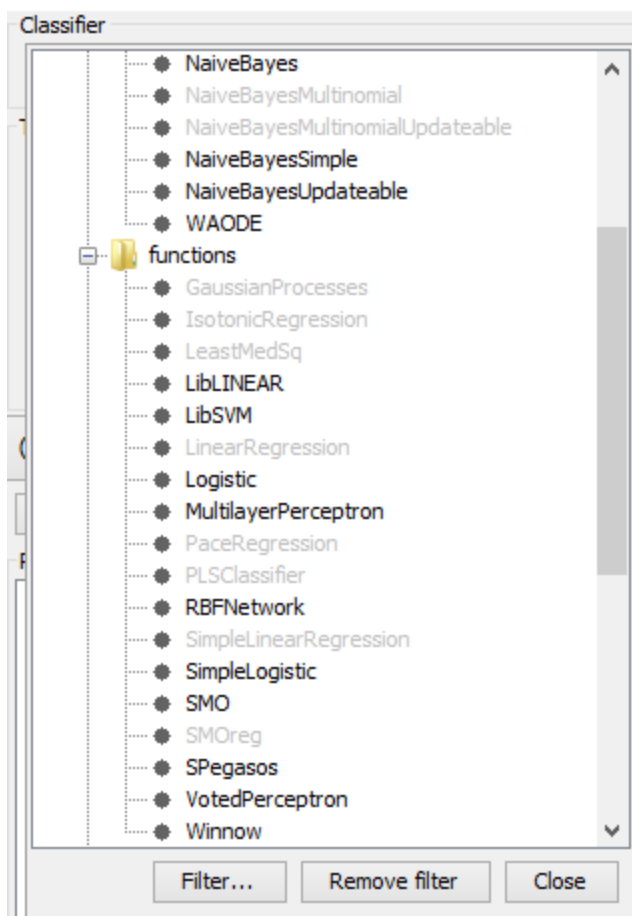 Classifier
NaiveBayes
NaiveBayesMultinomial
NaiveBayesMultinomialUpdateable
NaiveBayesSimple
NaiveBayesUpdateable
WAODE
functions
GaussianProcesses
IsotonicRegression
LeastMedSq
LibLINEAR
LibSVM
LinearRegression
Logistic
MultilayerPerceptron
PaceRegression
PLSClassifier
RBFNetwork
SimpleLinearRegression
SimpleLogistic
SMO
SMOreg
SPegasos
VotedPerceptron
Winnow
Filter... Remove filter Close